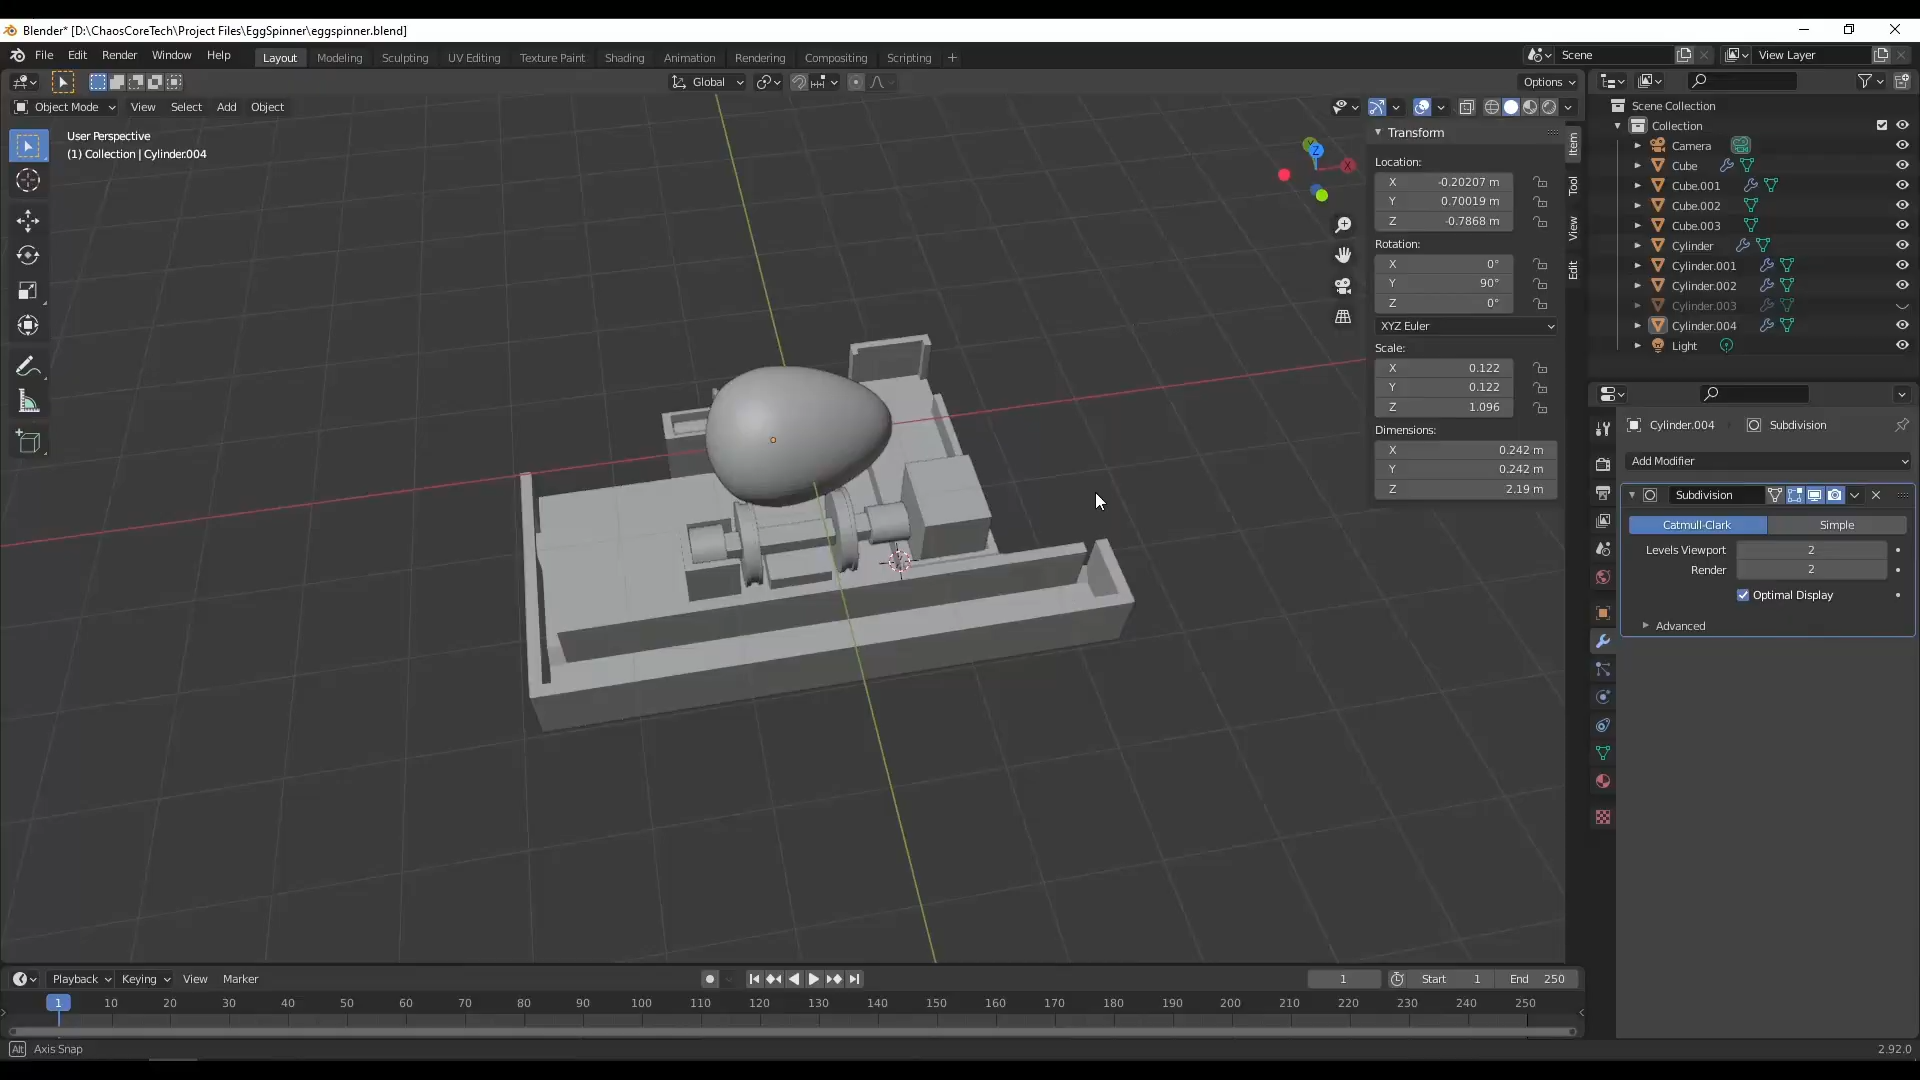 Blender* [D:\ChaosCoreTech\Project Files\EggSpinner\eggspinner.blend]
File Edit Render Window Help Layout Modeling Sculpting UV Editing Texture Paint Shading Animation Rendering Compositing Scripting + Scene View Layer
Global Options
Object Mode View Select Add Object
User Perspective
(1) Collection | Cylinder.004
Z
Y
X
Transform
Location:
X -0.20207 m
Y 0.70019 m
Z -0.7868 m
Rotation:
X 0°
Y 90°
Z 0°
XYZ Euler
Scale:
X 0.122
Y 0.122
Z 1.096
Dimensions:
X 0.242 m
Y 0.242 m
Z 2.19 m
Item
Tool
View
Edit
Scene Collection
Collection
Camera
Cube
Cube.001
Cube.002
Cube.003
Cylinder
Cylinder.001
Cylinder.002
Cylinder.003
Cylinder.004
Light
Cylinder.004 Subdivision
Add Modifier
Subdivision
Catmull-Clark Simple
Levels Viewport 2
Render 2
Optimal Display
Advanced
Playback Keying View Marker 1 Start 1 End 250
1 10 20 30 40 50 60 70 80 90 100 110 120 130 140 150 160 170 180 190 200 210 220 230 240 250
Alt Axis Snap 2.92.0